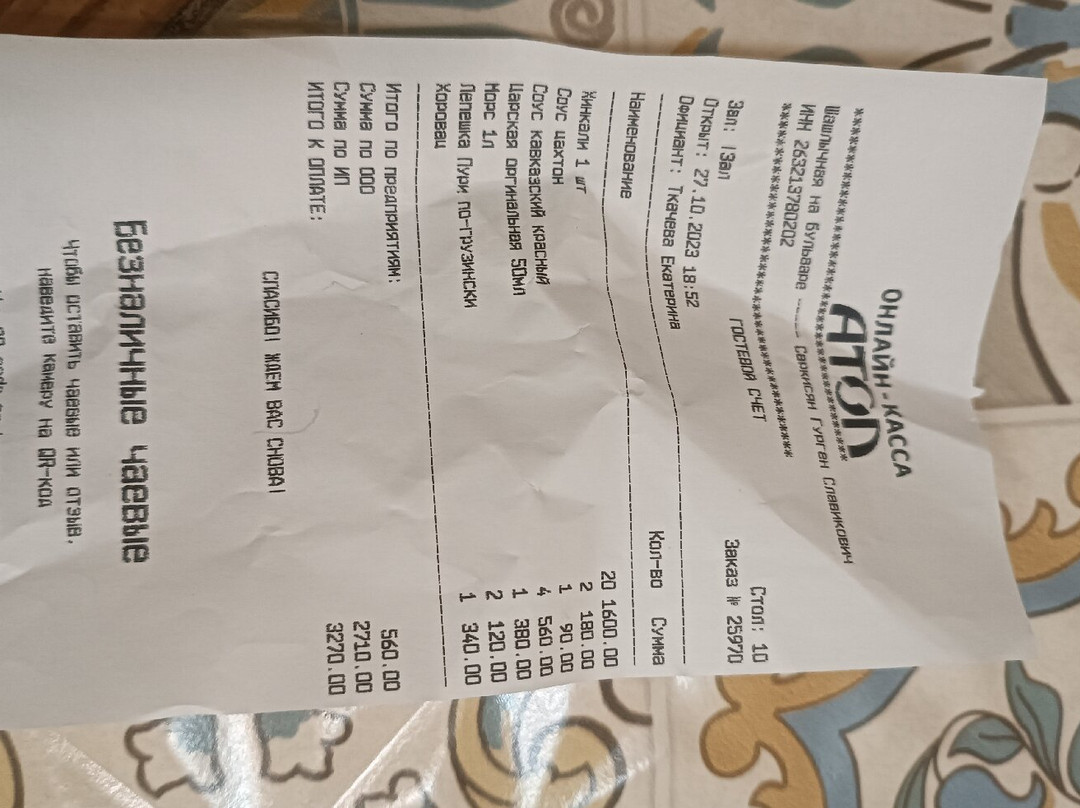 ОНЛАЙН-КАССА
АТОЛ
****************************************
Шашлычная на Бульваре ------ Саркисян Гурген Славикович
ИНН 263213780202
****************************************
ГОСТЕВОЙ СЧЕТ
Стол: 10
Зал: 1Зал Заказ № 25970
Открыт: 27.10.2023 18:52
Официант: Ткачева Екатерина
Наименование Кол-во Сумма
Хинкали 1 шт 20 1600.00
Соус цахтон 2 180.00
Соус кавказский красный 1 90.00
Царская оргинальная 50мл 4 560.00
Морс 1л 1 380.00
Лепешка Пури по-грузински 2 120.00
Хоровац 1 340.00
Итого по предприятиям:
Сумма по ООО 560.00
Сумма по ИП 2710.00
ИТОГО К ОПЛАТЕ: 3270.00
СПАСИБО! ЖДЕМ ВАС СНОВА!
Безналичные чаевые
Чтобы оставить чаевые или отзыв,
наведите камеру на QR-код